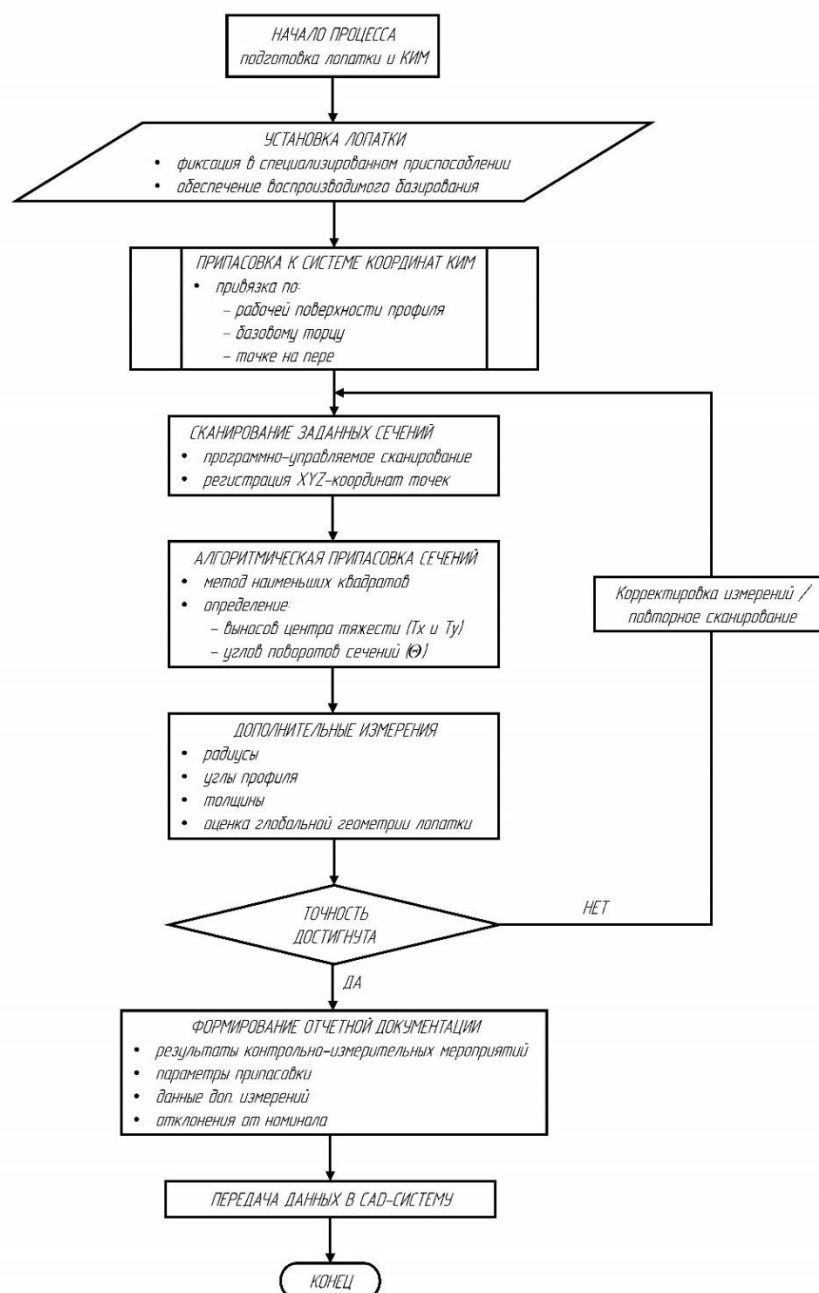 НАЧАЛО ПРОЦЕССА
подготовка лопатки и КИМ
УСТАНОВКА ЛОПАТКИ
• фиксация в специализированном приспособлении
• обеспечение воспроизводимого базирования
ПРИПАСОВКА К СИСТЕМЕ КООРДИНАТ КИМ
• привязка по:
– рабочей поверхности профиля
– базовому торцу
– точке на пере
СКАНИРОВАНИЕ ЗАДАННЫХ СЕЧЕНИЙ
• программно-управляемое сканирование
• регистрация XYZ-координат точек
АЛГОРИТМИЧЕСКАЯ ПРИПАСОВКА СЕЧЕНИЙ
• метод наименьших квадратов
• определение:
– выносов центра тяжести (Тх и Ту)
– углов поворотов сечений (Θ)
Корректировка измерений /
повторное сканирование
ДОПОЛНИТЕЛЬНЫЕ ИЗМЕРЕНИЯ
• радиусы
• углы профиля
• толщины
• оценка глобальной геометрии лопатки
ТОЧНОСТЬ
ДОСТИГНУТА
НЕТ
ДА
ФОРМИРОВАНИЕ ОТЧЕТНОЙ ДОКУМЕНТАЦИИ
• результаты контрольно-измерительных мероприятий
• параметры припасовки
• данные доп. измерений
• отклонения от номинала
ПЕРЕДАЧА ДАННЫХ В CAD-СИСТЕМУ
КОНЕЦ